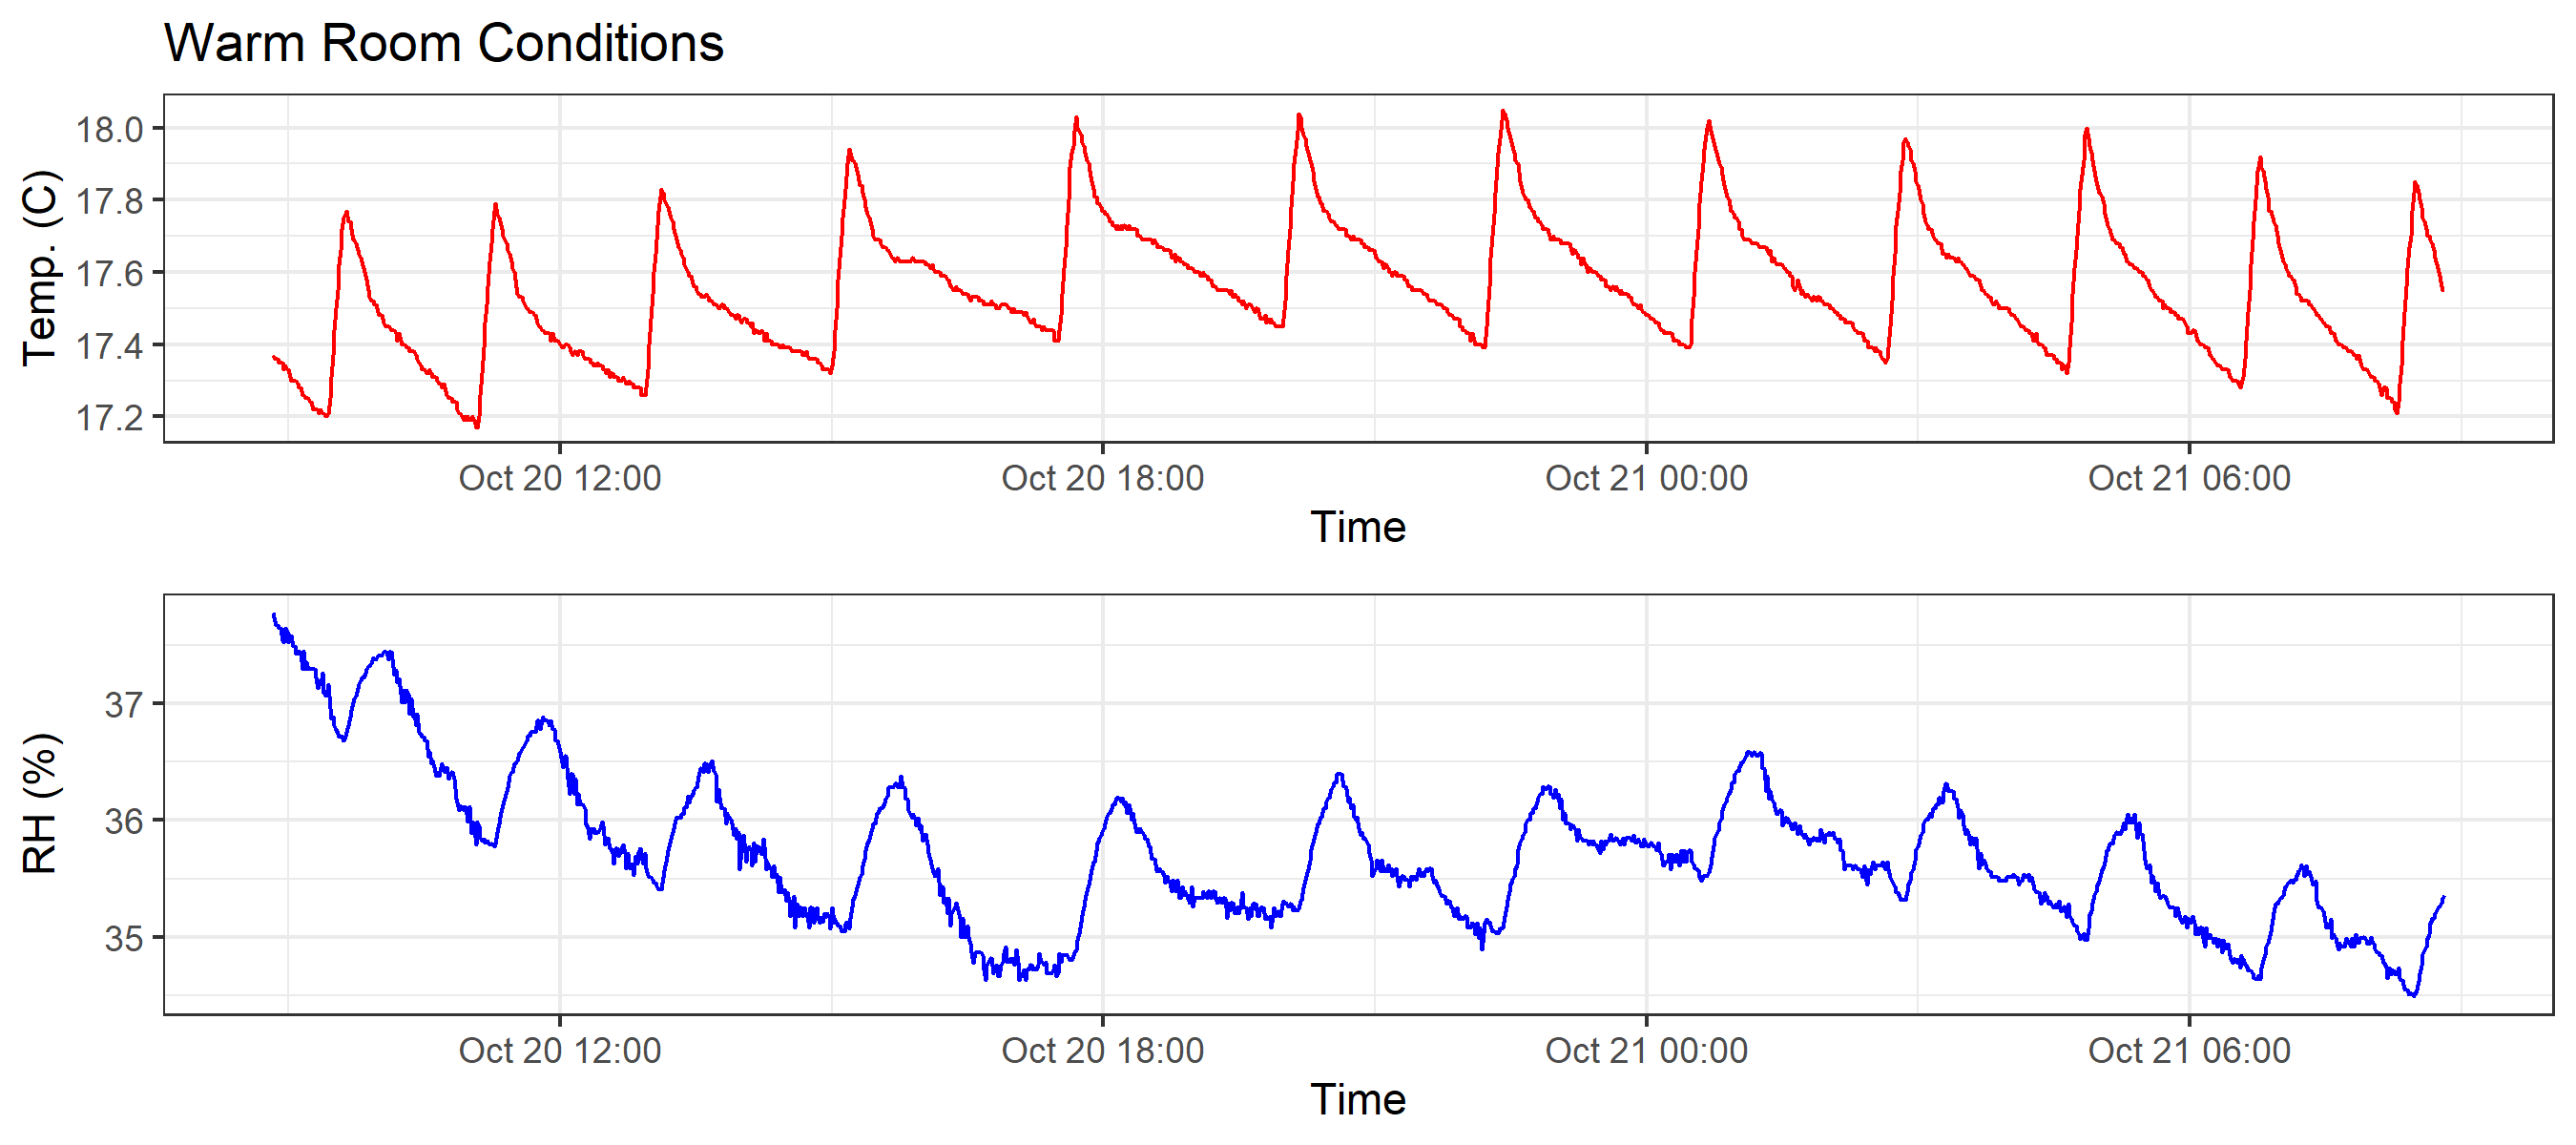 Warm Room Conditions
Temp. (C)
18.0
17.8
17.6
17.4
17.2
Oct 20 12:00 Oct 20 18:00 Oct 21 00:00 Oct 21 06:00
Time
RH (%)
37
36
35
Oct 20 12:00 Oct 20 18:00 Oct 21 00:00 Oct 21 06:00
Time